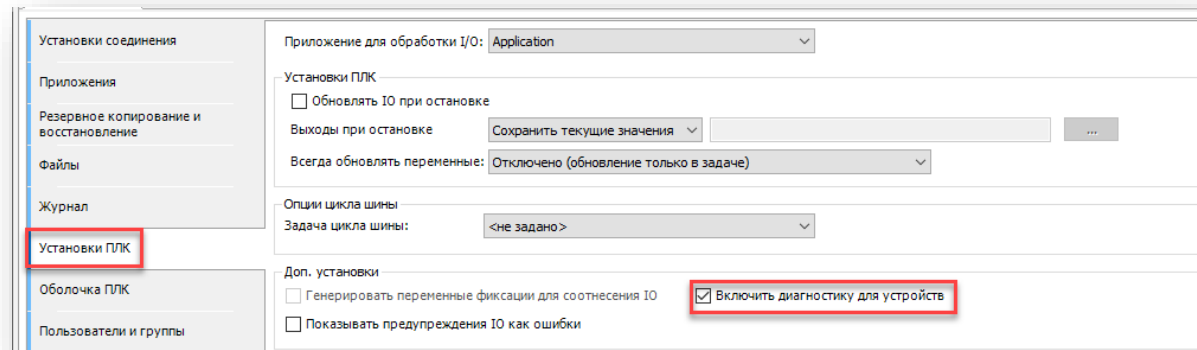 Установки соединения
Приложения
Резервное копирование и
восстановление
Файлы
Журнал
Установки ПЛК
Оболочка ПЛК
Пользователи и группы
Приложение для обработки I/O: Application
Установки ПЛК
Обновлять IO при остановке
Выходы при остановке Сохранить текущие значения ...
Всегда обновлять переменные: Отключено (обновление только в задаче)
Опции цикла шины
Задача цикла шины: <не задано>
Доп. установки
Генерировать переменные фиксации для соотнесения IO Включить диагностику для устройств
Показывать предупреждения IO как ошибки